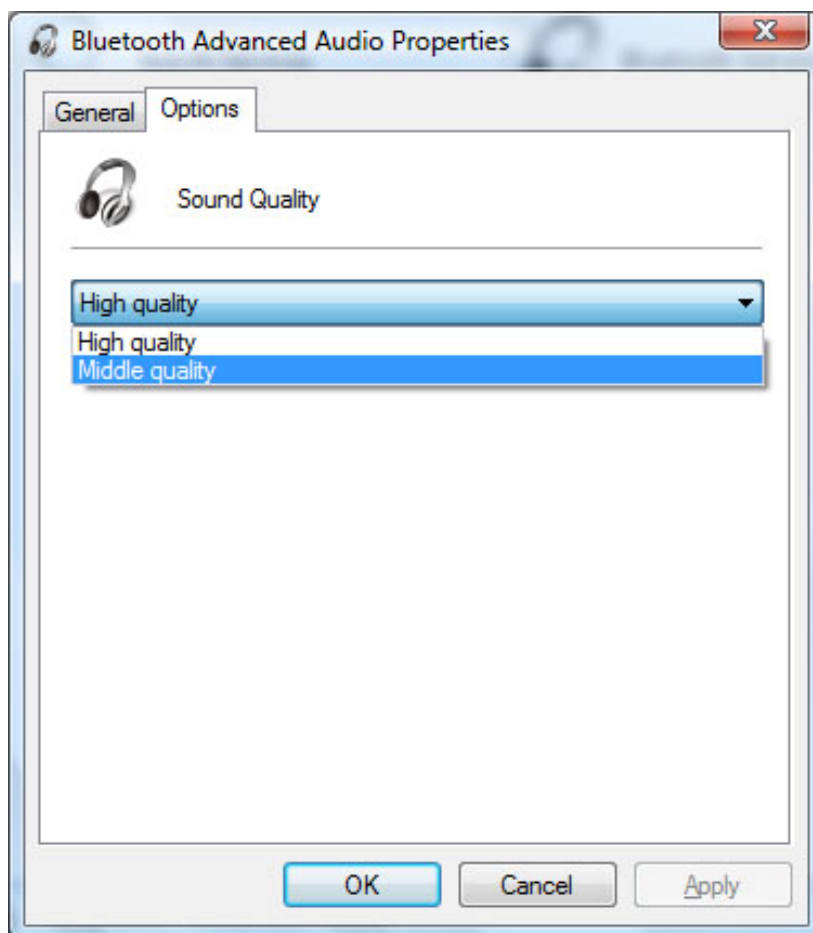 Bluetooth Advanced Audio Properties
General Options
Sound Quality
High quality
High quality
Middle quality
OK Cancel Apply